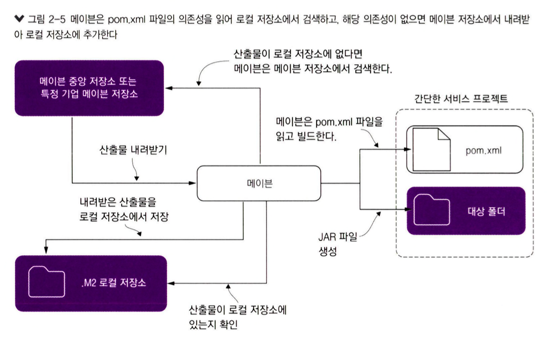 ▼ 그림 2-5 메이븐은 pom.xml 파일의 의존성을 읽어 로컬 저장소에서 검색하고, 해당 의존성이 없으면 메이븐 저장소에서 내려받
아 로컬 저장소에 추가한다
산출물이 로컬 저장소에 없다면
메이븐은 메이븐 저장소에서 검색한다.
메이븐 중앙 저장소 또는
특정 기업 메이븐 저장소
간단한 서비스 프로젝트
메이븐은 pom.xml 파일을
읽고 빌드한다.
pom.xml
산출물 내려받기
메이븐
내려받은 산출물을
로컬 저장소에서 저장
대상 폴더
JAR 파일
생성
.M2 로컬 저장소
산출물이 로컬 저장소에
있는지 확인